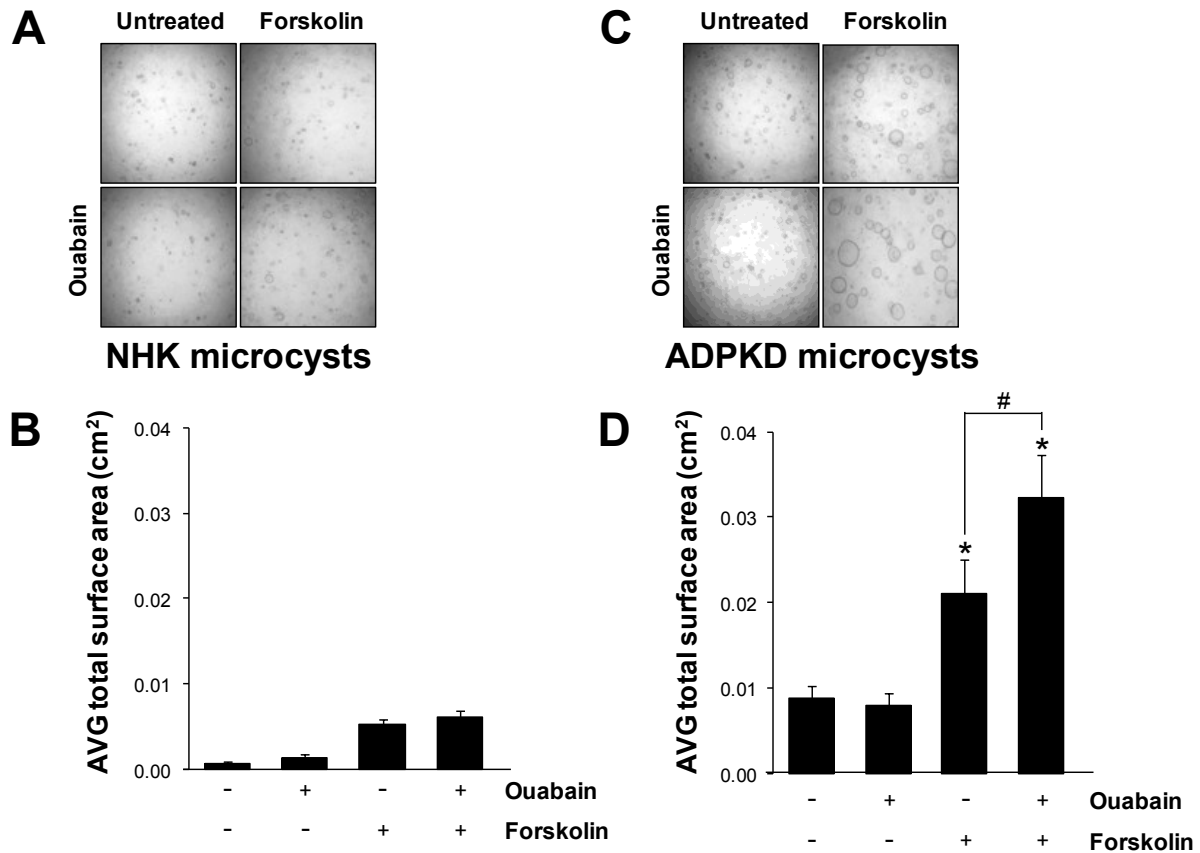 A
Untreated Forskolin
Ouabain
NHK microcysts
C
Untreated Forskolin
Ouabain
ADPKD microcysts
B
AVG total surface area (cm²)
0.04
0.03
0.02
0.01
0.00
- + - + Ouabain
- - + + Forskolin
D
AVG total surface area (cm²)
#
0.04
*
0.03
*
0.02
0.01
0.00
- + - + Ouabain
- - + + Forskolin